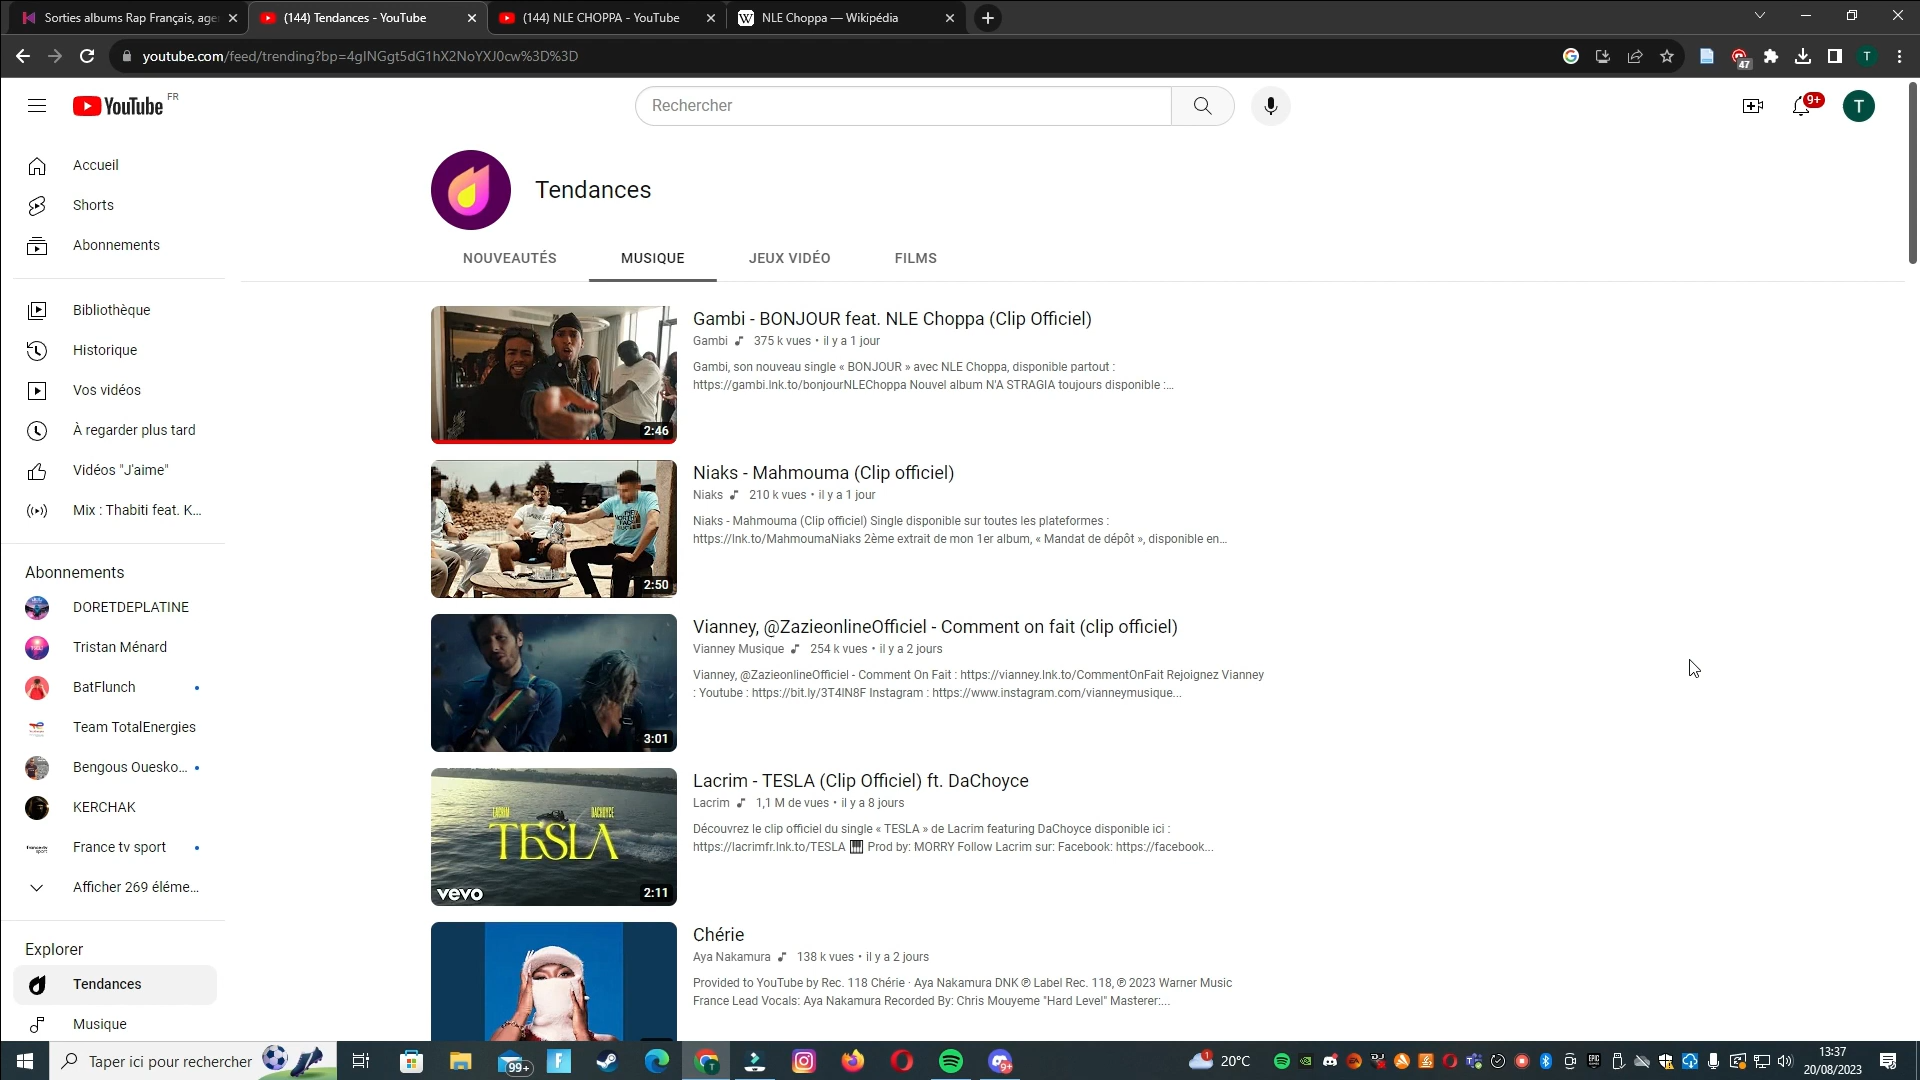 Sorties albums Rap Français, age
(144) Tendances - YouTube
(144) NLE CHOPPA - YouTube
NLE Choppa — Wikipédia
youtube.com/feed/trending?bp=4gINGgt5dG1hX2NoYXJ0cw%3D%3D
47
T
YouTube FR
Rechercher
9+
T
Accueil
Shorts
Abonnements
Bibliothèque
Historique
Vos vidéos
À regarder plus tard
Vidéos "J'aime"
Mix : Thabiti feat. K...
Abonnements
DORETDEPLATINE
Tristan Ménard
BatFlunch
Team TotalEnergies
Bengous Ouesko...
KERCHAK
France tv sport
Afficher 269 éléme...
Explorer
Tendances
Musique
Tendances
NOUVEAUTÉS
MUSIQUE
JEUX VIDÉO
FILMS
2:46
Gambi - BONJOUR feat. NLE Choppa (Clip Officiel)
Gambi 375 k vues • il y a 1 jour
Gambi, son nouveau single « BONJOUR » avec NLE Choppa, disponible partout :
https://gambi.lnk.to/bonjourNLEChoppa Nouvel album N'A STRAGIA toujours disponible :...
2:50
Niaks - Mahmouma (Clip officiel)
Niaks 210 k vues • il y a 1 jour
Niaks - Mahmouma (Clip officiel) Single disponible sur toutes les plateformes :
https://lnk.to/MahmoumaNiaks 2ème extrait de mon 1er album, « Mandat de dépôt », disponible en...
3:01
Vianney, @ZazieonlineOfficiel - Comment on fait (clip officiel)
Vianney Musique 254 k vues • il y a 2 jours
Vianney, @ZazieonlineOfficiel - Comment On Fait : https://vianney.lnk.to/CommentOnFait Rejoignez Vianney
: Youtube : https://bit.ly/3T4lN8F Instagram : https://www.instagram.com/vianneymusique...
LACRIM DACHOYCE
TESLA
vevo
2:11
Lacrim - TESLA (Clip Officiel) ft. DaChoyce
Lacrim 1,1 M de vues • il y a 8 jours
Découvrez le clip officiel du single « TESLA » de Lacrim featuring DaChoyce disponible ici :
https://lacrimfr.lnk.to/TESLA Prod by: MORRY Follow Lacrim sur: Facebook: https://facebook...
Chérie
Aya Nakamura 138 k vues • il y a 2 jours
Provided to YouTube by Rec. 118 Chérie · Aya Nakamura DNK ℗ Label Rec. 118, ℗ 2023 Warner Music
France Lead Vocals: Aya Nakamura Recorded By: Chris Mouyeme "Hard Level" Masterer:...
Taper ici pour rechercher
99+
9+
1
20°C
13:37
20/08/2023